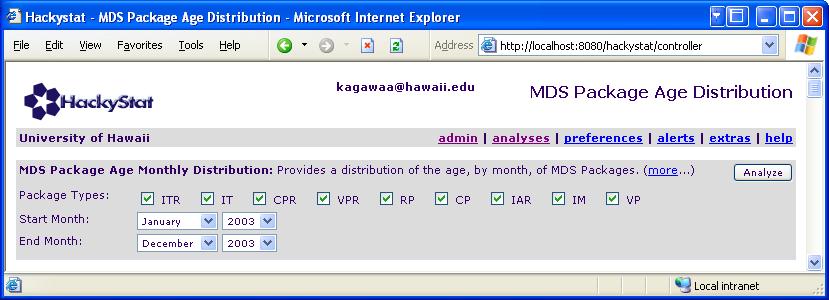 Hackystat - MDS Package Age Distribution - Microsoft Internet Explorer
File Edit View Favorites Tools Help Address http://localhost:8080/hackystat/controller
HackyStat kagawaa@hawaii.edu MDS Package Age Distribution
University of Hawaii admin | analyses | preferences | alerts | extras | help
MDS Package Age Monthly Distribution: Provides a distribution of the age, by month, of MDS Packages. (more...) Analyze
Package Types: ITR IT CPR VPR RP CP IAR IM VP
Start Month: January 2003
End Month: December 2003
Local intranet